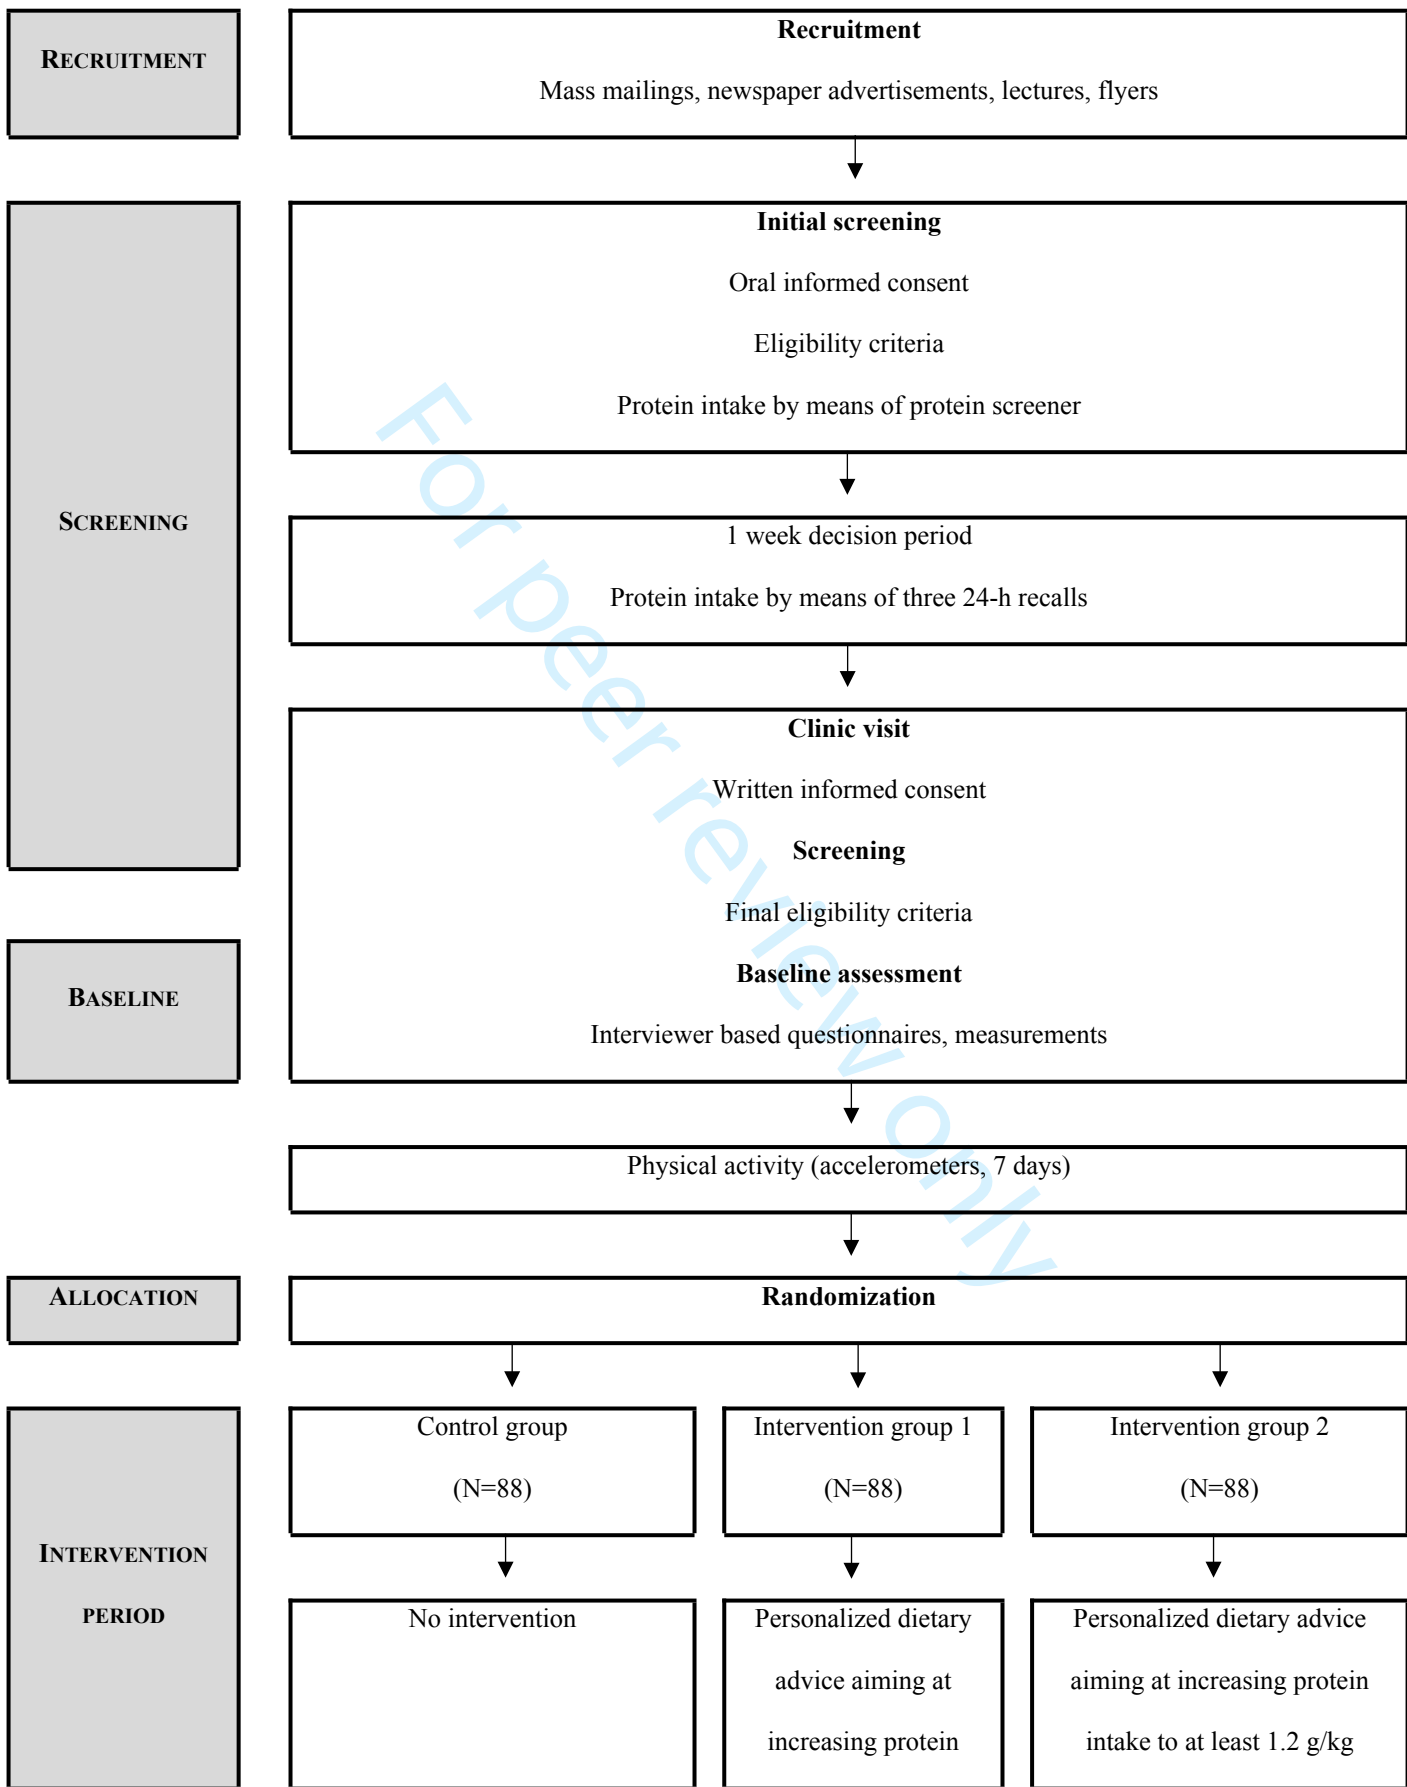 RECRUITMENT
Recruitment
Mass mailings, newspaper advertisements, lectures, flyers
SCREENING
Initial screening
Oral informed consent
Eligibility criteria
Protein intake by means of protein screener
1 week decision period
Protein intake by means of three 24-h recalls
Clinic visit
Written informed consent
Screening
Final eligibility criteria
BASELINE
Baseline assessment
Interviewer based questionnaires, measurements
Physical activity (accelerometers, 7 days)
ALLOCATION
Randomization
INTERVENTION
PERIOD
Control group
(N=88)
Intervention group 1
(N=88)
Intervention group 2
(N=88)
No intervention
Personalized dietary
advice aiming at
increasing protein
Personalized dietary advice
aiming at increasing protein
intake to at least 1.2 g/kg
For peer review only